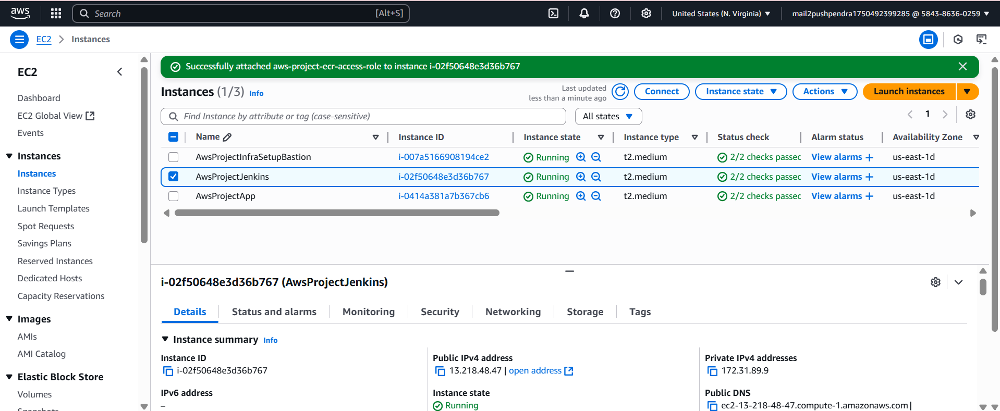 aws
Search
[Alt+S]
United States (N. Virginia)
mail2pushpendra1750492399285 @ 5843-8636-0259
EC2
Instances
EC2
Dashboard
EC2 Global View
Events
Instances
Instances
Instance Types
Launch Templates
Spot Requests
Savings Plans
Reserved Instances
Dedicated Hosts
Capacity Reservations
Images
AMIs
AMI Catalog
Elastic Block Store
Volumes
Snapshots
Successfully attached aws-project-ecr-access-role to instance i-02f50648e3d36b767
Instances (1/3) Info
Last updated
less than a minute ago
Connect
Instance state
Actions
Launch instances
Find Instance by attribute or tag (case-sensitive)
All states
1
Name Instance ID Instance state Instance type Status check Alarm status Availability Zone
AwsProjectInfraSetupBastion i-007a5166908194ce2 Running t2.medium 2/2 checks passec View alarms + us-east-1d
AwsProjectJenkins i-02f50648e3d36b767 Running t2.medium 2/2 checks passec View alarms + us-east-1d
AwsProjectApp i-0414a381a7b367cb6 Running t2.medium 2/2 checks passec View alarms + us-east-1d
i-02f50648e3d36b767 (AwsProjectJenkins)
Details
Status and alarms
Monitoring
Security
Networking
Storage
Tags
Instance summary Info
Instance ID
i-02f50648e3d36b767
Public IPv4 address
13.218.48.47 | open address
Private IPv4 addresses
172.31.89.9
IPv6 address
–
Instance state
Running
Public DNS
ec2-13-218-48-47.compute-1.amazonaws.com |